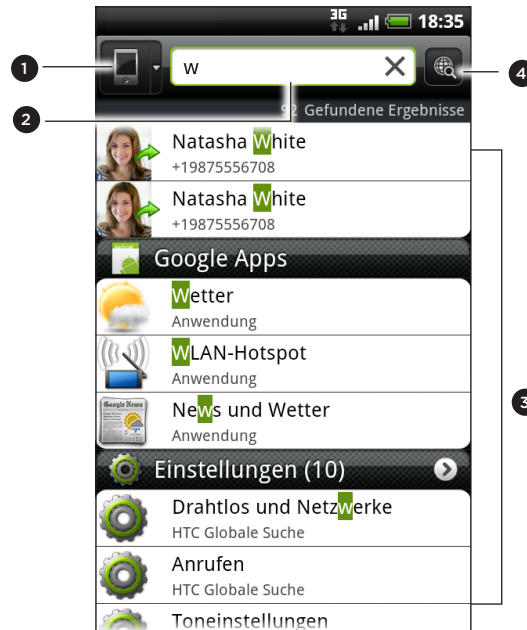 3G
18:35
1
w
4
2
92 Gefundene Ergebnisse
Natasha White
+19875556708
Natasha White
+19875556708
Google Apps
Wetter
Anwendung
WLAN-Hotspot
Anwendung
3
Google News
News und Wetter
Anwendung
Einstellungen (10)
Drahtlos und Netzwerke
HTC Globale Suche
Anrufen
HTC Globale Suche
Toneinstellungen